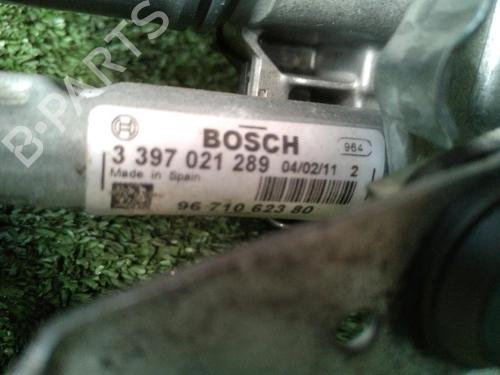 B-PARTS
BOSCH
964
3 397 021 289 04/02/11 2
Made in Spain
96 710 623 80